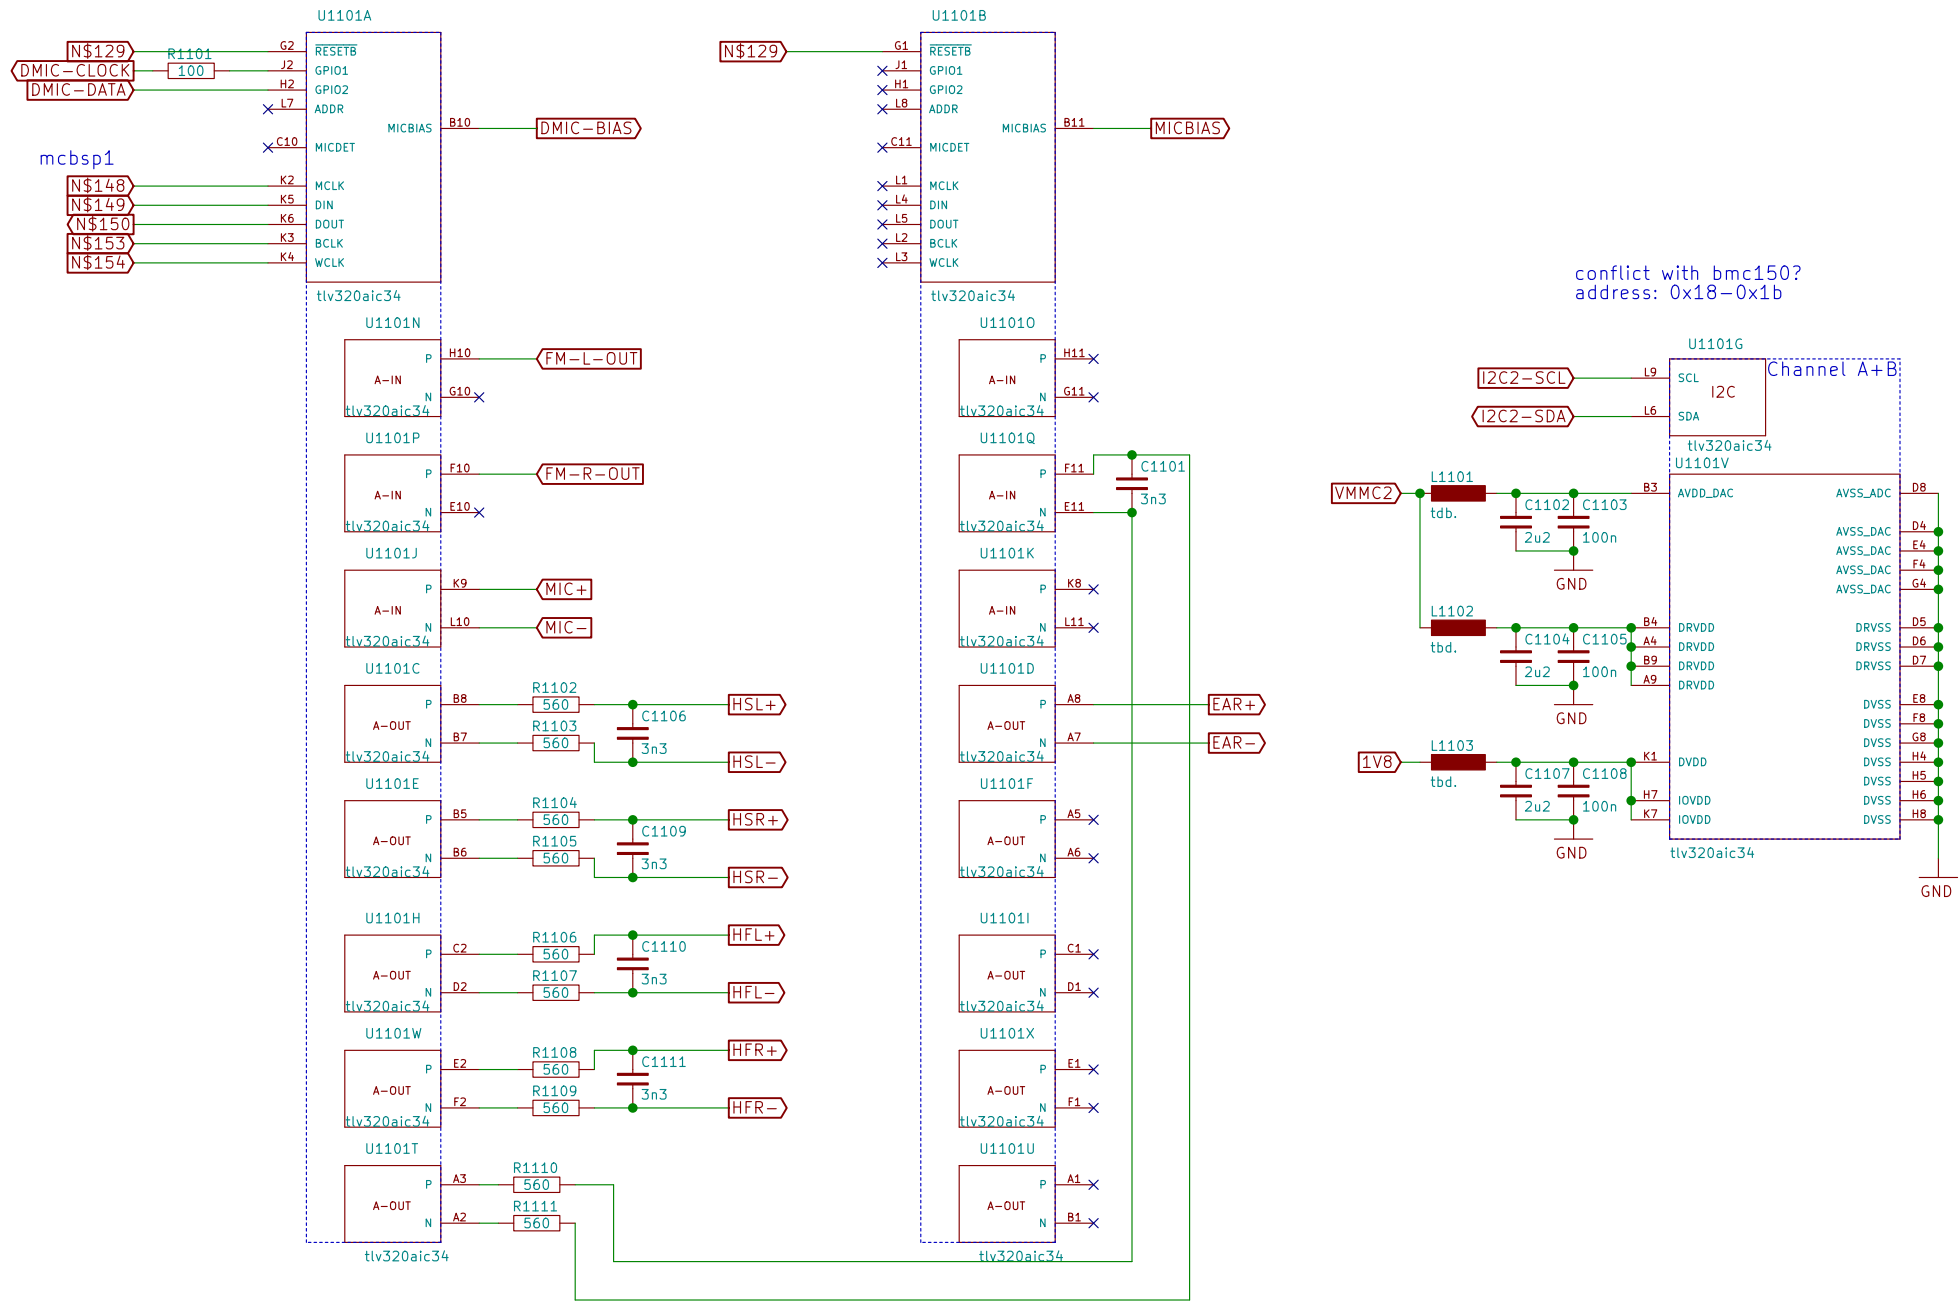 U1101A
N$129
DMIC-CLOCK
DMIC-DATA
R1101
100
G2
J2
H2
L7
C10
K2
K5
K6
K3
K4
RESETB
GPIO1
GPIO2
ADDR
MICDET
MCLK
DIN
DOUT
BCLK
WCLK
MICBIAS
B10
DMIC-BIAS
mcbsp1
N$148
N$149
N$150
N$153
N$154
tlv320aic34
U1101N
P
A-IN
N
tlv320aic34
H10
G10
FM-L-OUT
U1101P
P
A-IN
N
tlv320aic34
F10
E10
FM-R-OUT
U1101J
P
A-IN
N
tlv320aic34
K9
L10
MIC+
MIC-
U1101C
P
A-OUT
N
tlv320aic34
B8
B7
R1102
560
R1103
560
C1106
3n3
HSL+
HSL-
U1101E
P
A-OUT
N
tlv320aic34
B5
B6
R1104
560
R1105
560
C1109
3n3
HSR+
HSR-
U1101H
P
A-OUT
N
tlv320aic34
C2
D2
R1106
560
R1107
560
C1110
3n3
HFL+
HFL-
U1101W
P
A-OUT
N
tlv320aic34
E2
F2
R1108
560
R1109
560
C1111
3n3
HFR+
HFR-
U1101T
P
A-OUT
N
tlv320aic34
A3
A2
R1110
560
R1111
560
U1101B
N$129
G1
J1
H1
L8
C11
L1
L4
L5
L2
L3
RESETB
GPIO1
GPIO2
ADDR
MICDET
MCLK
DIN
DOUT
BCLK
WCLK
MICBIAS
B11
MICBIAS
tlv320aic34
U1101O
P
A-IN
N
tlv320aic34
H11
G11
U1101Q
P
A-IN
N
tlv320aic34
F11
E11
C1101
3n3
U1101K
P
A-IN
N
tlv320aic34
K8
L11
U1101D
P
A-OUT
N
tlv320aic34
A8
A7
EAR+
EAR-
U1101F
P
A-OUT
N
tlv320aic34
A5
A6
U1101I
P
A-OUT
N
tlv320aic34
C1
D1
U1101X
P
A-OUT
N
tlv320aic34
E1
F1
U1101U
P
A-OUT
N
tlv320aic34
A1
B1
conflict with bmc150?
address: 0x18-0x1b
U1101G
Channel A+B
I2C2-SCL
I2C2-SDA
L9
L6
SCL
I2C
SDA
tlv320aic34
U1101V
VMMC2
L1101
tdb.
C1102
2u2
C1103
100n
GND
B3
AVDD_DAC
L1102
tbd.
C1104
2u2
C1105
100n
GND
B4
A4
B9
A9
DRVDD
DRVDD
DRVDD
DRVDD
1V8
L1103
tbd.
C1107
2u2
C1108
100n
GND
K1
H7
K7
DVDD
IOVDD
IOVDD
AVSS_ADC
AVSS_DAC
AVSS_DAC
AVSS_DAC
AVSS_DAC
DRVSS
DRVSS
DRVSS
DVSS
DVSS
DVSS
DVSS
DVSS
DVSS
DVSS
D8
D4
E4
F4
G4
D5
D6
D7
E8
F8
G8
H4
H5
H6
H8
tlv320aic34
GND